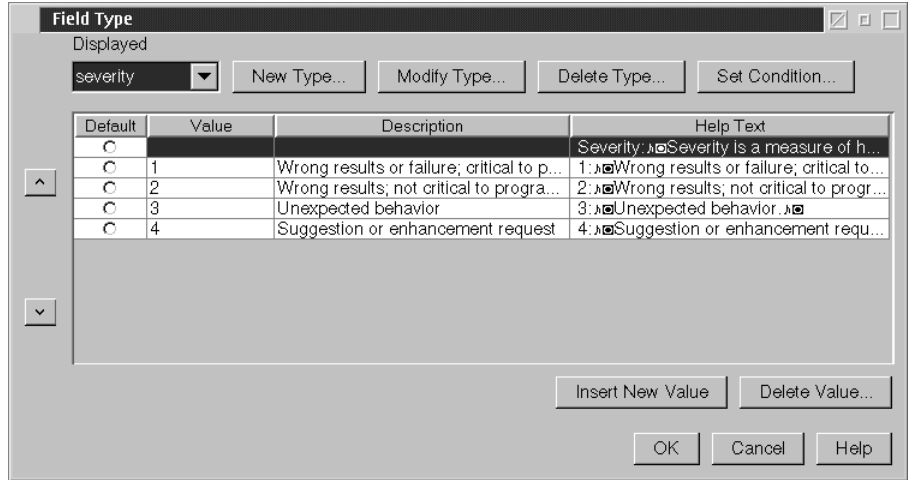 Field Type
Displayed
severity New Type... Modify Type... Delete Type... Set Condition...
Default Value Description Help Text
Severity:♪◙Severity is a measure of h...
1 Wrong results or failure; critical to p... 1:♪◙Wrong results or failure; critical to...
2 Wrong results; not critical to progra... 2:♪◙Wrong results; not critical to progr...
3 Unexpected behavior 3:♪◙Unexpected behavior.♪◙
4 Suggestion or enhancement request 4:♪◙Suggestion or enhancement requ...
Insert New Value Delete Value...
OK Cancel Help